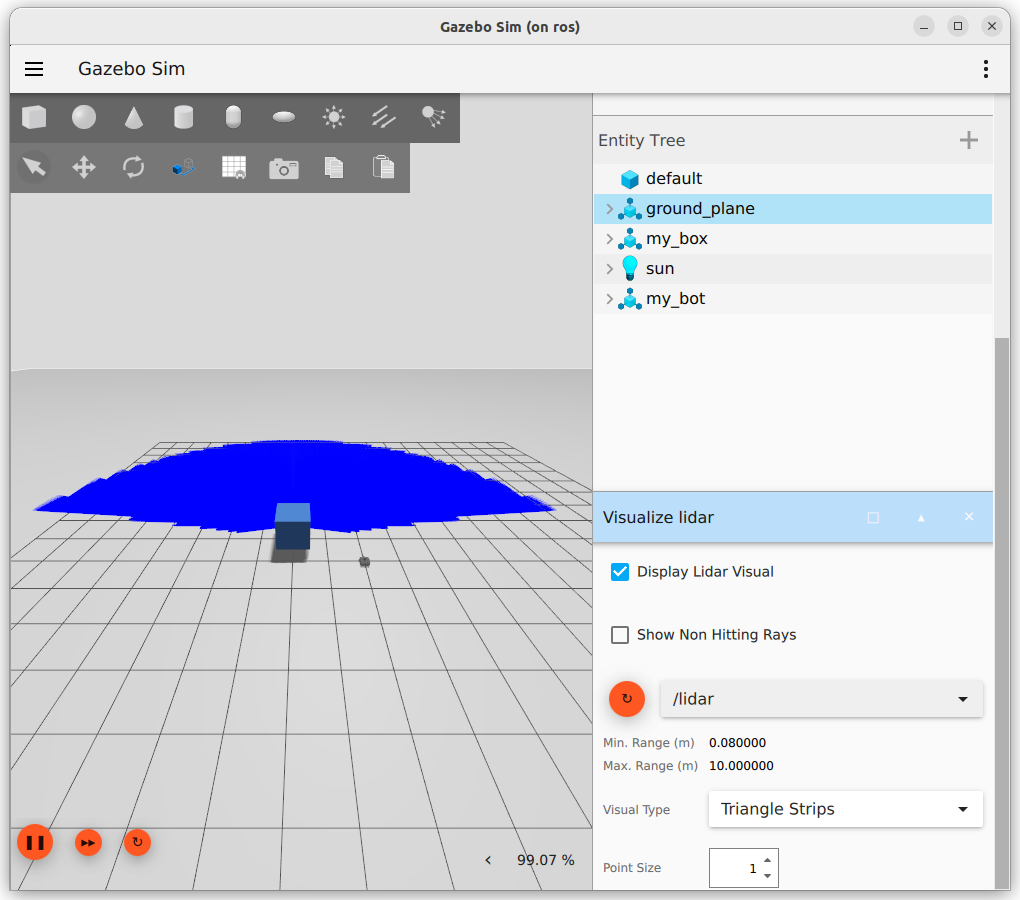 Gazebo Sim (on ros)
Gazebo Sim
Entity Tree
default
ground_plane
my_box
sun
my_bot
Visualize lidar
Display Lidar Visual
Show Non Hitting Rays
/lidar
Min. Range (m) 0.080000
Max. Range (m) 10.000000
Visual Type Triangle Strips
Point Size 1
99.07 %